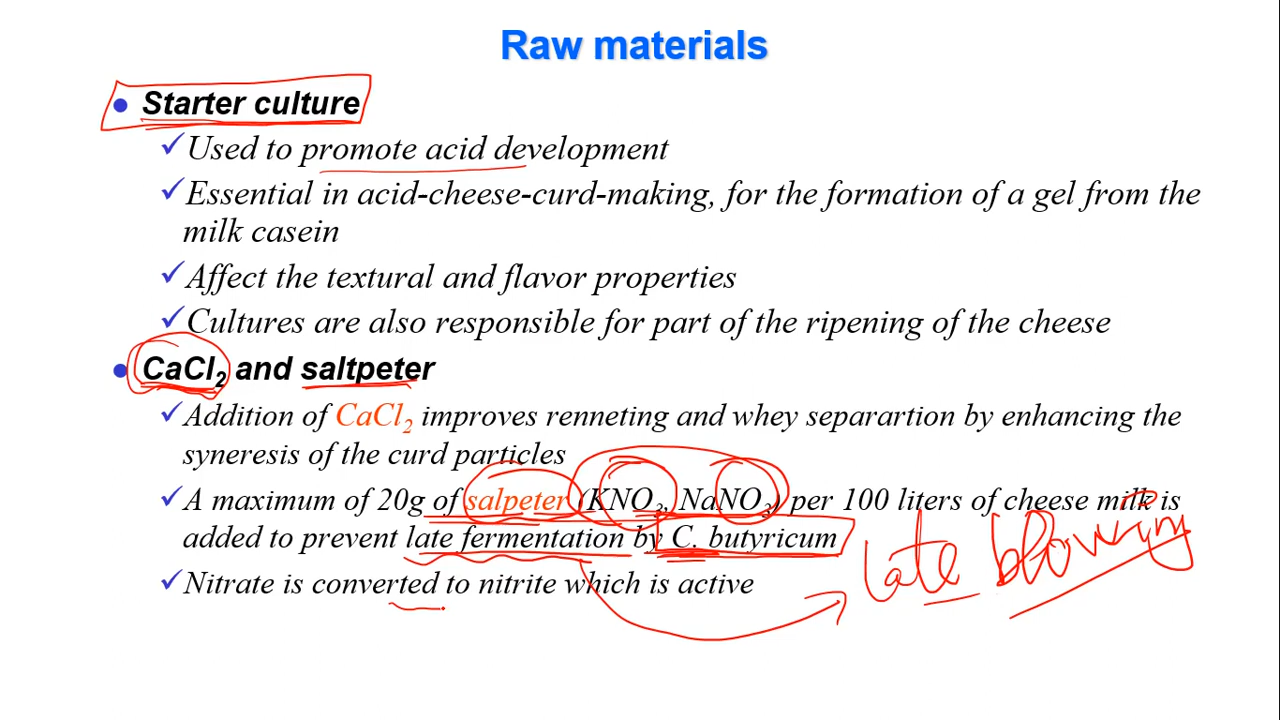 Raw materials
Starter culture
Used to promote acid development
Essential in acid-cheese-curd-making, for the formation of a gel from the
milk casein
Affect the textural and flavor properties
Cultures are also responsible for part of the ripening of the cheese
CaCl2 and saltpeter
Addition of CaCl2 improves renneting and whey separartion by enhancing the
syneresis of the curd particles
A maximum of 20g of salpeter (KNO3, NaNO3) per 100 liters of cheese milk is
added to prevent late fermentation by C. butyricum
late blowing
Nitrate is converted to nitrite which is active